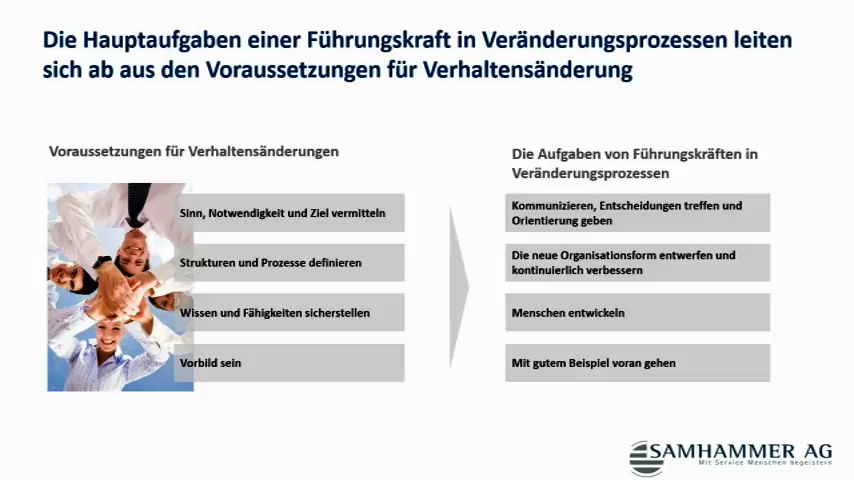 Die Hauptaufgaben einer Führungskraft in Veränderungsprozessen leiten
sich ab aus den Voraussetzungen für Verhaltensänderung
Voraussetzungen für Verhaltensänderungen
Sinn, Notwendigkeit und Ziel vermitteln
Strukturen und Prozesse definieren
Wissen und Fähigkeiten sicherstellen
Vorbild sein
Die Aufgaben von Führungskräften in
Veränderungsprozessen
Kommunizieren, Entscheidungen treffen und
Orientierung geben
Die neue Organisationsform entwerfen und
kontinuierlich verbessern
Menschen entwickeln
Mit gutem Beispiel voran gehen
SAMHAMMER AG
Mit Service Menschen begeistern